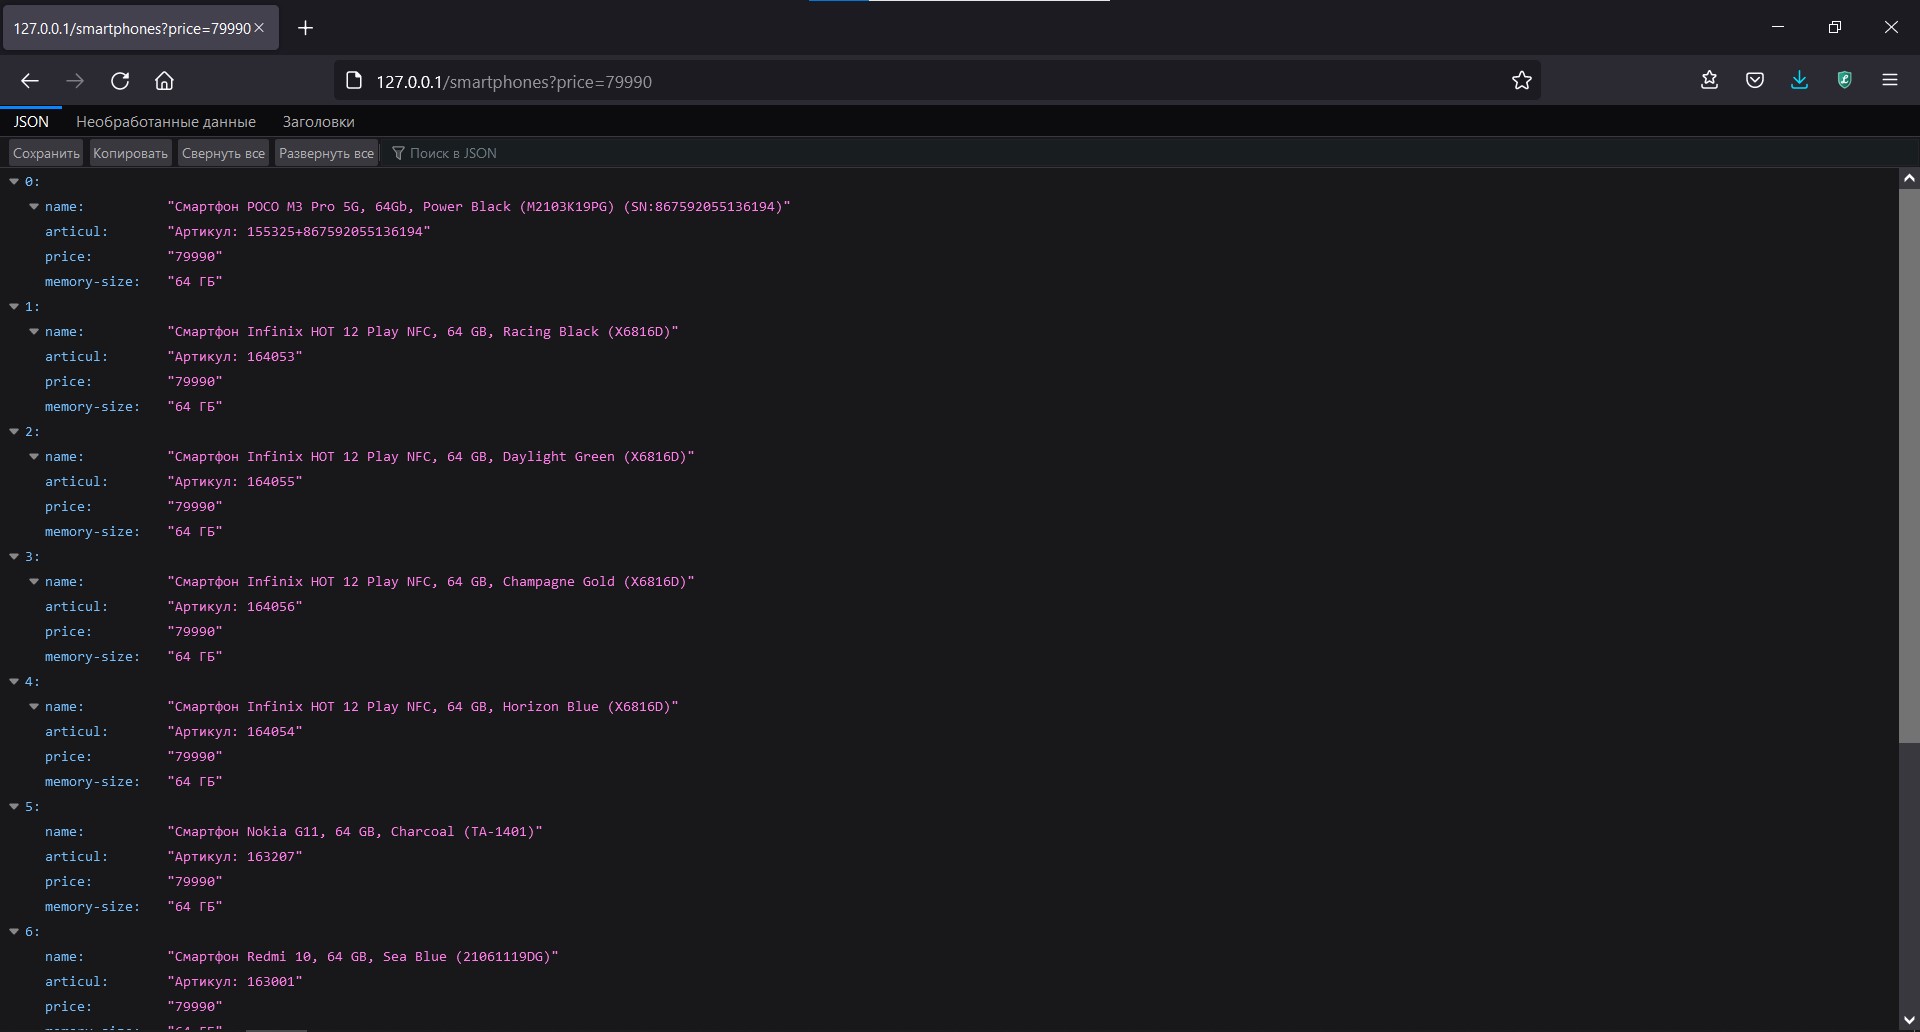 127.0.0.1/smartphones?price=79990
127.0.0.1/smartphones?price=79990
JSON Необработанные данные Заголовки
Сохранить Копировать Свернуть все Развернуть все Поиск в JSON
0:
name: "Смартфон POCO M3 Pro 5G, 64Gb, Power Black (M2103K19PG) (SN:867592055136194)"
articul: "Артикул: 155325+867592055136194"
price: "79990"
memory-size: "64 ГБ"
1:
name: "Смартфон Infinix HOT 12 Play NFC, 64 GB, Racing Black (X6816D)"
articul: "Артикул: 164053"
price: "79990"
memory-size: "64 ГБ"
2:
name: "Смартфон Infinix HOT 12 Play NFC, 64 GB, Daylight Green (X6816D)"
articul: "Артикул: 164055"
price: "79990"
memory-size: "64 ГБ"
3:
name: "Смартфон Infinix HOT 12 Play NFC, 64 GB, Champagne Gold (X6816D)"
articul: "Артикул: 164056"
price: "79990"
memory-size: "64 ГБ"
4:
name: "Смартфон Infinix HOT 12 Play NFC, 64 GB, Horizon Blue (X6816D)"
articul: "Артикул: 164054"
price: "79990"
memory-size: "64 ГБ"
5:
name: "Смартфон Nokia G11, 64 GB, Charcoal (TA-1401)"
articul: "Артикул: 163207"
price: "79990"
memory-size: "64 ГБ"
6:
name: "Смартфон Redmi 10, 64 GB, Sea Blue (21061119DG)"
articul: "Артикул: 163001"
price: "79990"